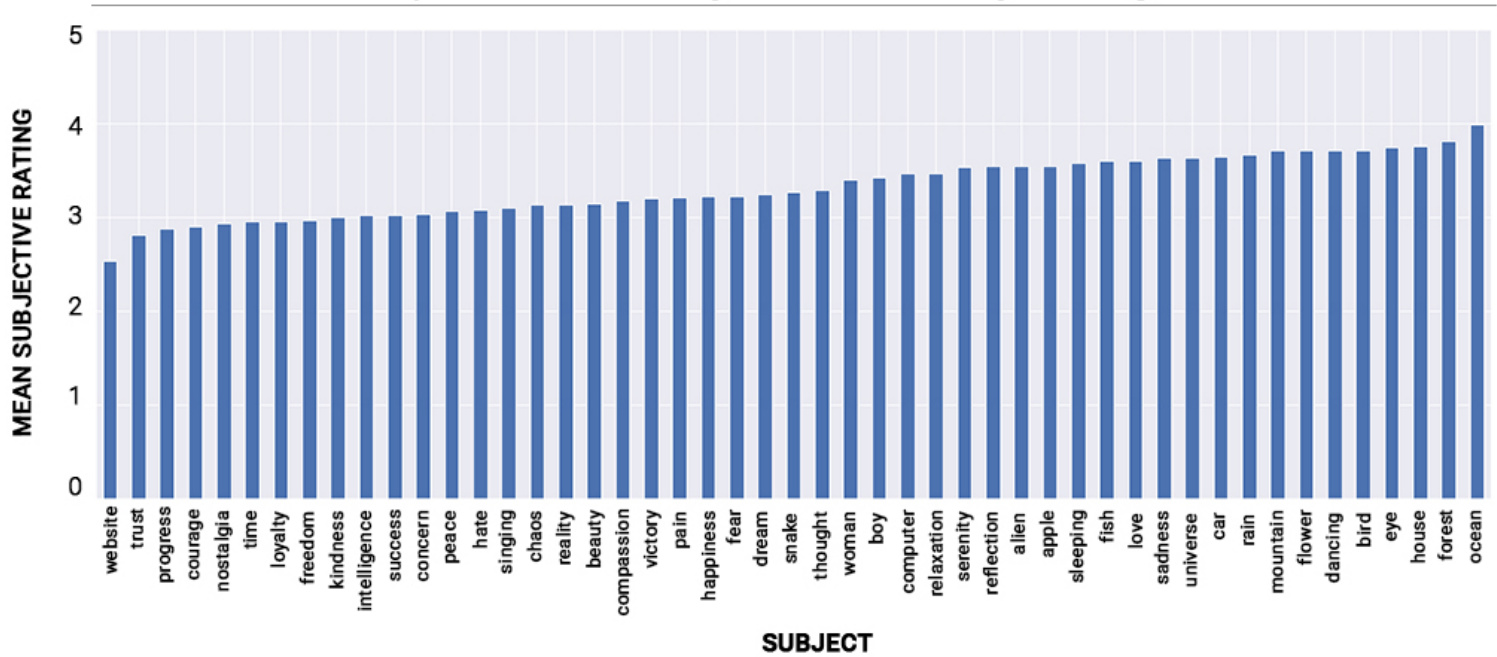 5
4
3
2
1
0
MEAN SUBJECTIVE RATING
website
trust
progress
courage
nostalgia
time
loyalty
freedom
kindness
intelligence
success
concern
peace
hate
singing
chaos
reality
beauty
compassion
victory
pain
happiness
fear
dream
snake
thought
woman
boy
computer
relaxation
serenity
reflection
alien
apple
sleeping
fish
love
sadness
universe
car
rain
mountain
flower
dancing
bird
eye
house
forest
ocean
SUBJECT